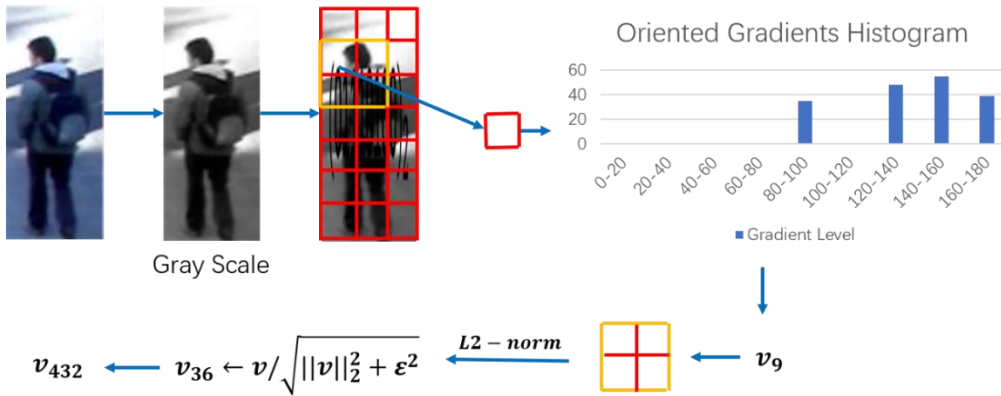 Oriented Gradients Histogram
60
40
20
0
0-20
20-40
40-60
60-80
80-100
100-120
120-140
140-160
160-180
Gradient Level
Gray Scale
v₄₃₂
v₃₆ ← v/√(||v||₂² + ε²)
L2 − norm
v₉